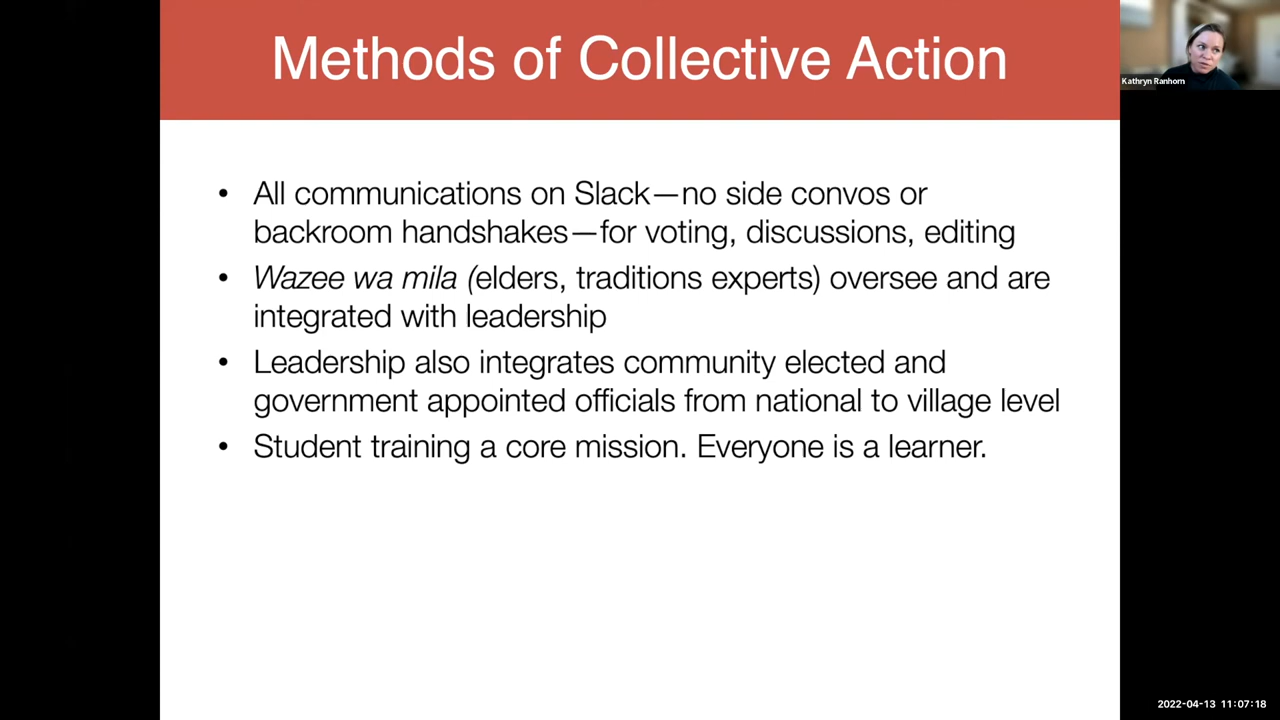 Methods of Collective Action
Kathryn Ranhorn
• All communications on Slack—no side convos or
backroom handshakes—for voting, discussions, editing
• Wazee wa mila (elders, traditions experts) oversee and are
integrated with leadership
• Leadership also integrates community elected and
government appointed officials from national to village level
• Student training a core mission. Everyone is a learner.
2022-04-13 11:07:18